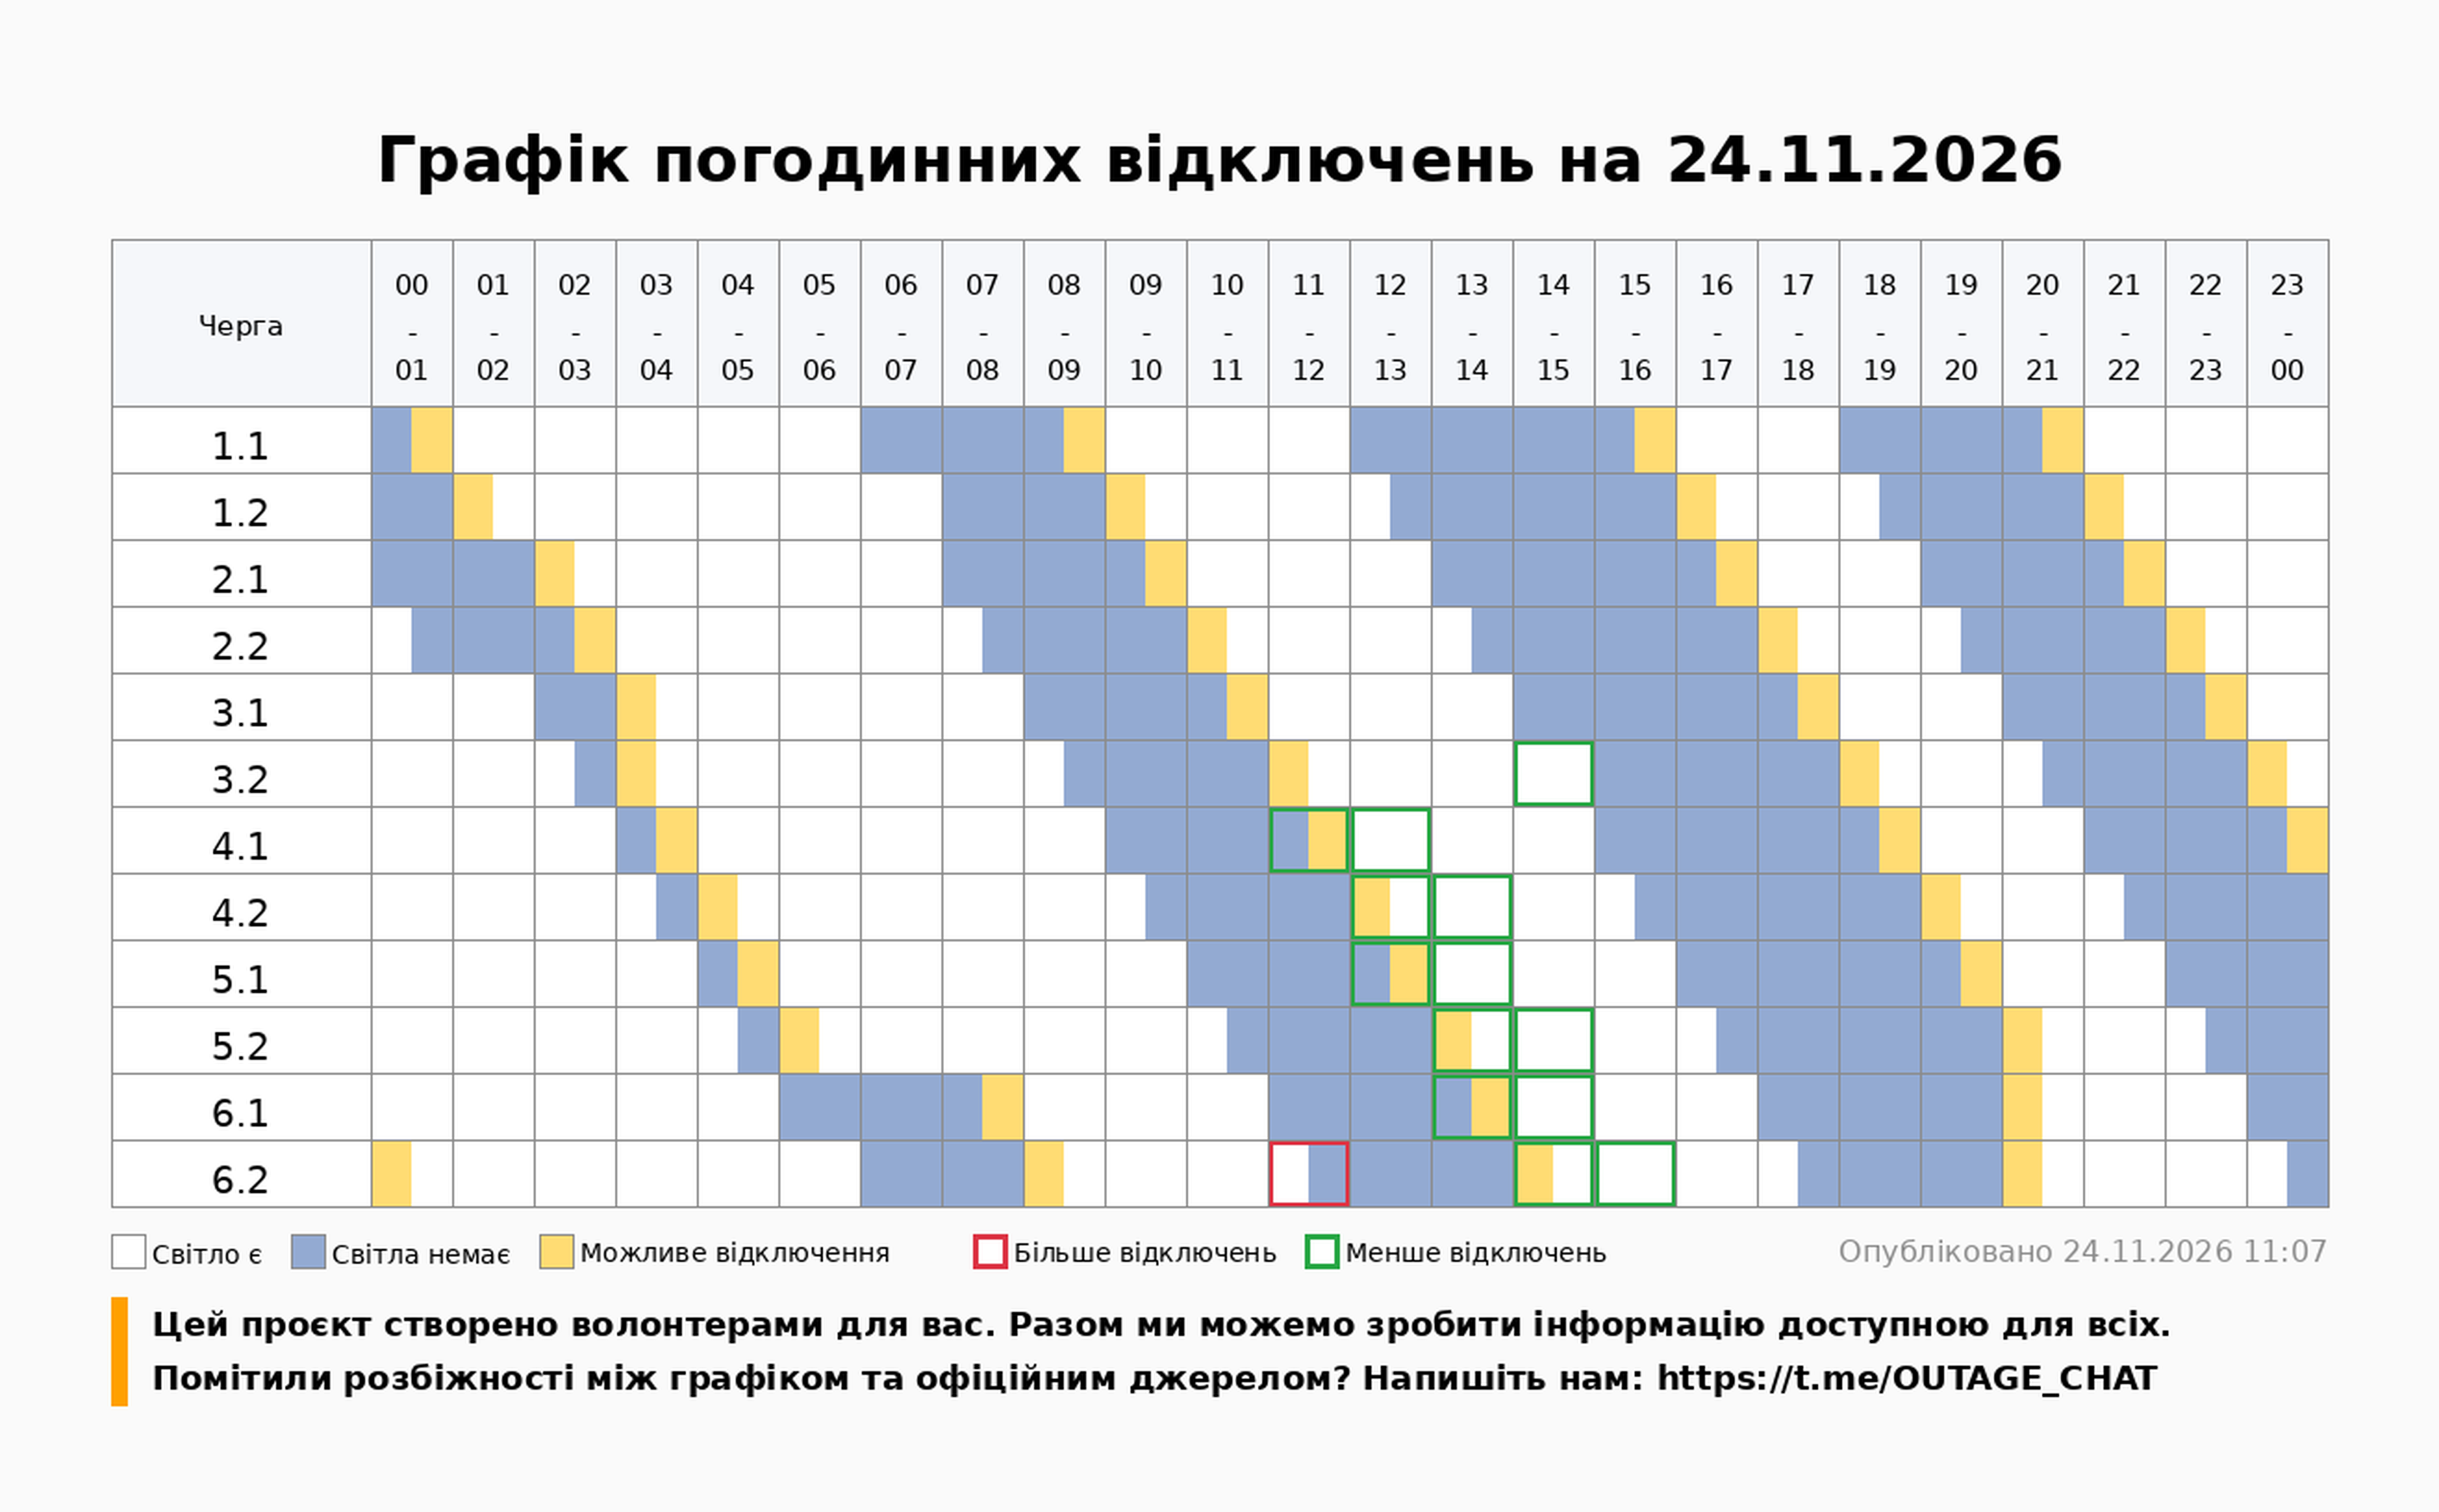 Графік погодинних відключень на 24.11.2026
Черга 00 - 01 01 - 02 02 - 03 03 - 04 04 - 05 05 - 06 06 - 07 07 - 08 08 - 09 09 - 10 10 - 11 11 - 12 12 - 13 13 - 14 14 - 15 15 - 16 16 - 17 17 - 18 18 - 19 19 - 20 20 - 21 21 - 22 22 - 23 23 - 00
1.1
1.2
2.1
2.2
3.1
3.2
4.1
4.2
5.1
5.2
6.1
6.2
Світло є Світла немає Можливе відключення Більше відключень Менше відключень Опубліковано 24.11.2026 11:07
Цей проєкт створено волонтерами для вас. Разом ми можемо зробити інформацію доступною для всіх.
Помітили розбіжності між графіком та офіційним джерелом? Напишіть нам: https://t.me/OUTAGE_CHAT